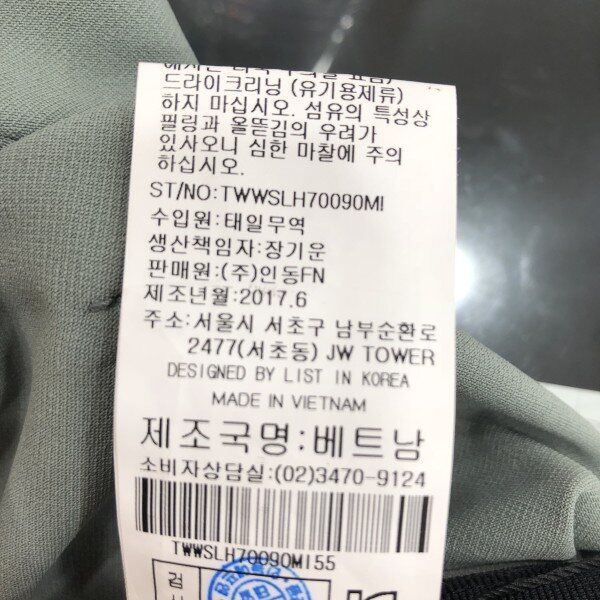 드라이크리닝 (유기용제류)
하지 마십시오. 섬유의 특성상
필링과 올뜯김의 우려가
있사오니 심한 마찰에 주의
하십시오.
ST/NO:TWWSLH70090MI
수입원:태일무역
생산책임자:장기운
판매원:(주)인동FN
제조년월:2017.6
주소:서울시 서초구 남부순환로
2477(서초동) JW TOWER
DESIGNED BY LIST IN KOREA
MADE IN VIETNAM
제조국명:베트남
소비자상담실:(02)3470-9124
TWWSLH70090MI55
검